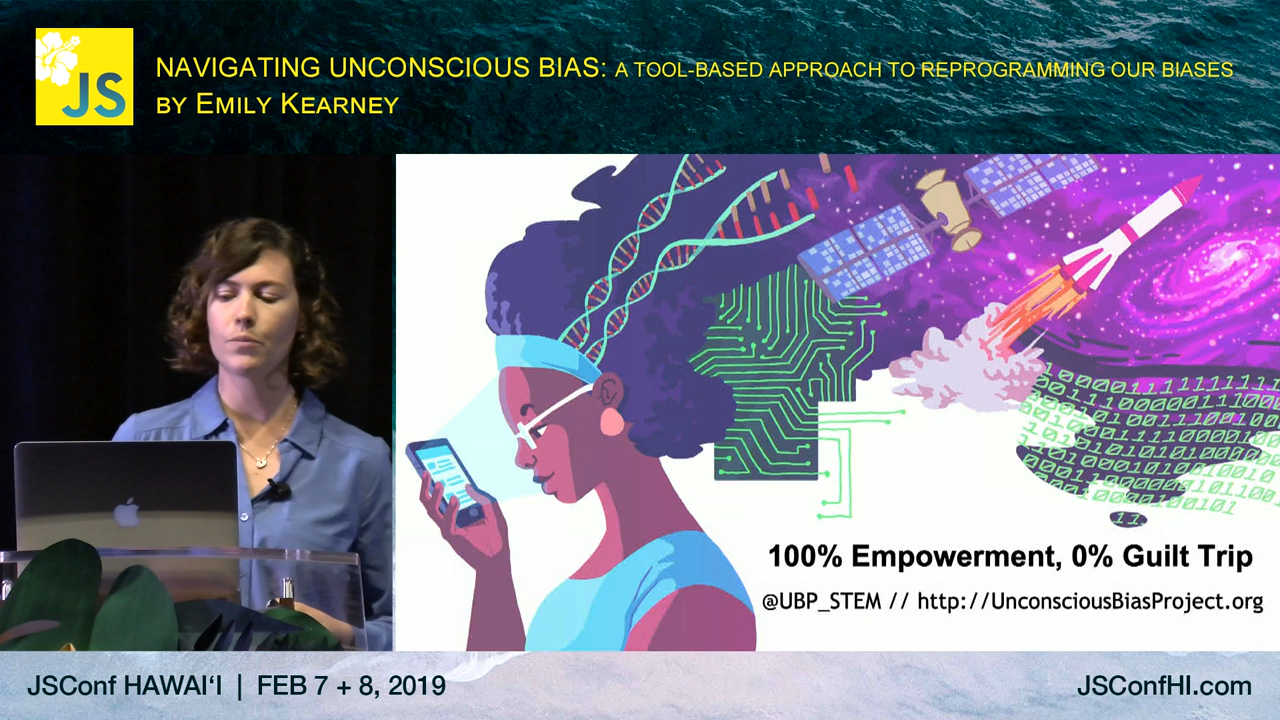 JS
NAVIGATING UNCONSCIOUS BIAS: A TOOL-BASED APPROACH TO REPROGRAMMING OUR BIASES
BY EMILY KEARNEY
100% Empowerment, 0% Guilt Trip
@UBP_STEM // http://UnconsciousBiasProject.org
11
JSConf HAWAIʻI | FEB 7 + 8, 2019
JSConfHI.com